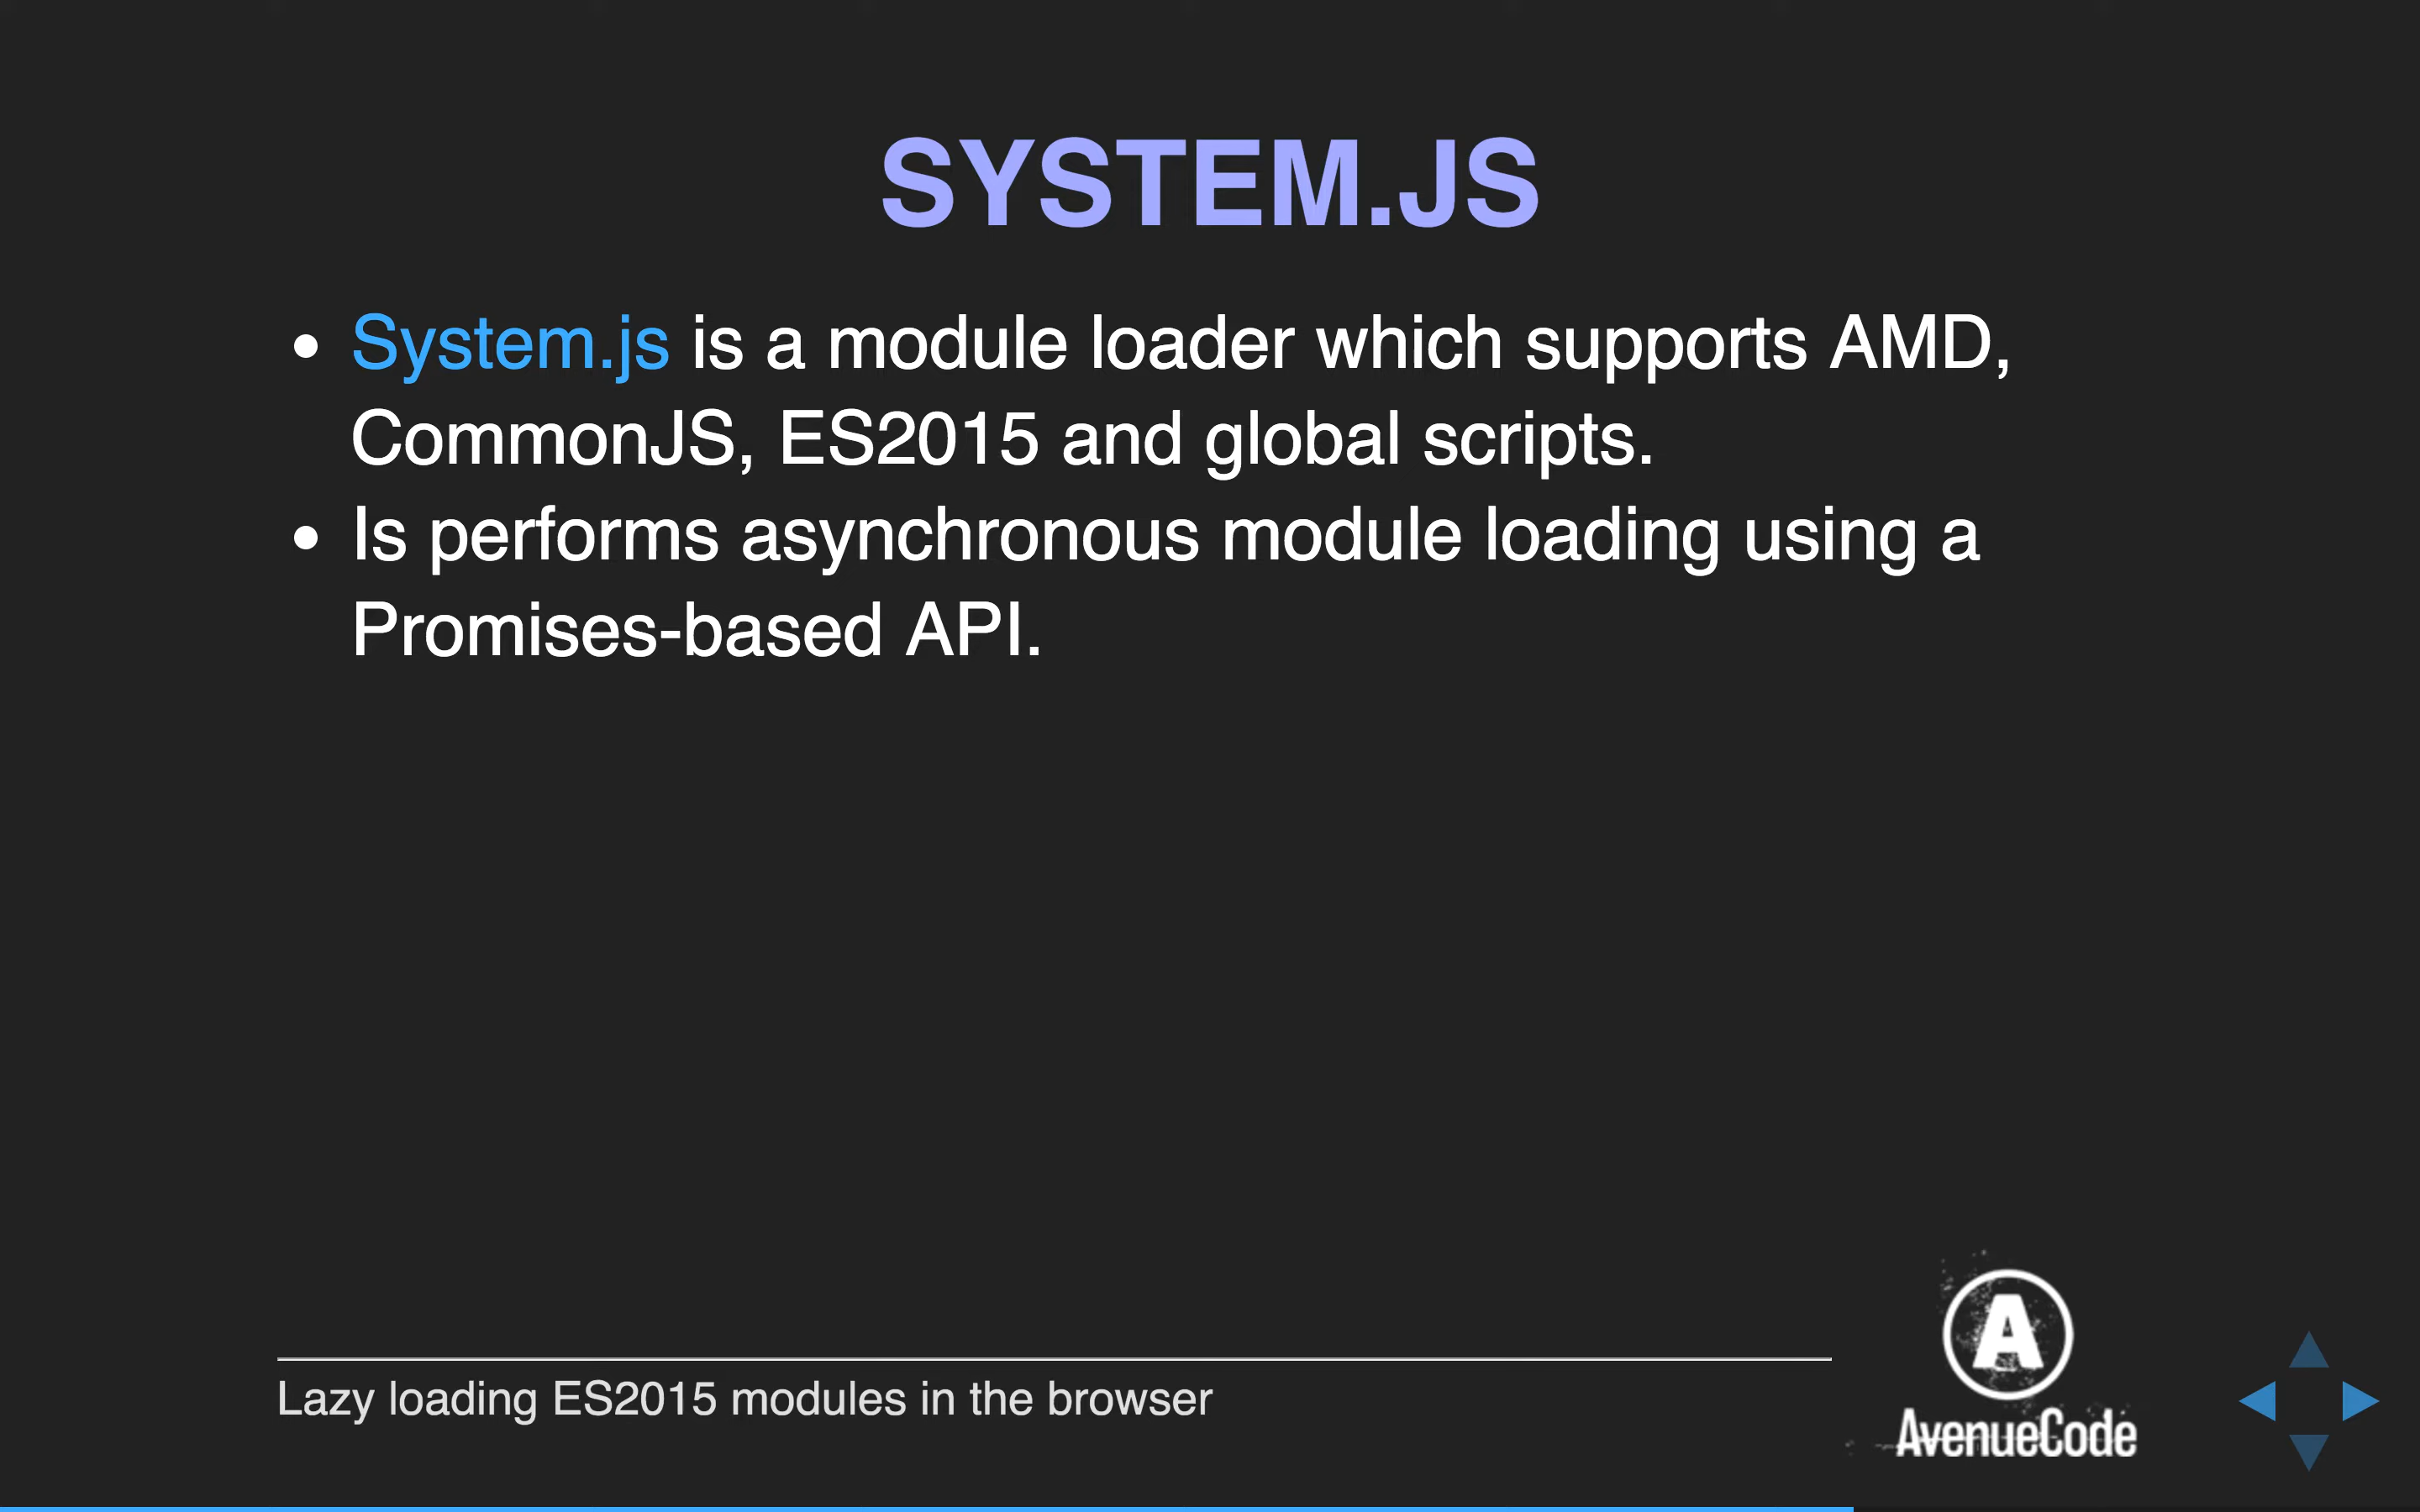 SYSTEM.JS
• System.js is a module loader which supports AMD,
CommonJS, ES2015 and global scripts.
• Is performs asynchronous module loading using a
Promises-based API.
Lazy loading ES2015 modules in the browser
A
AvenueCode